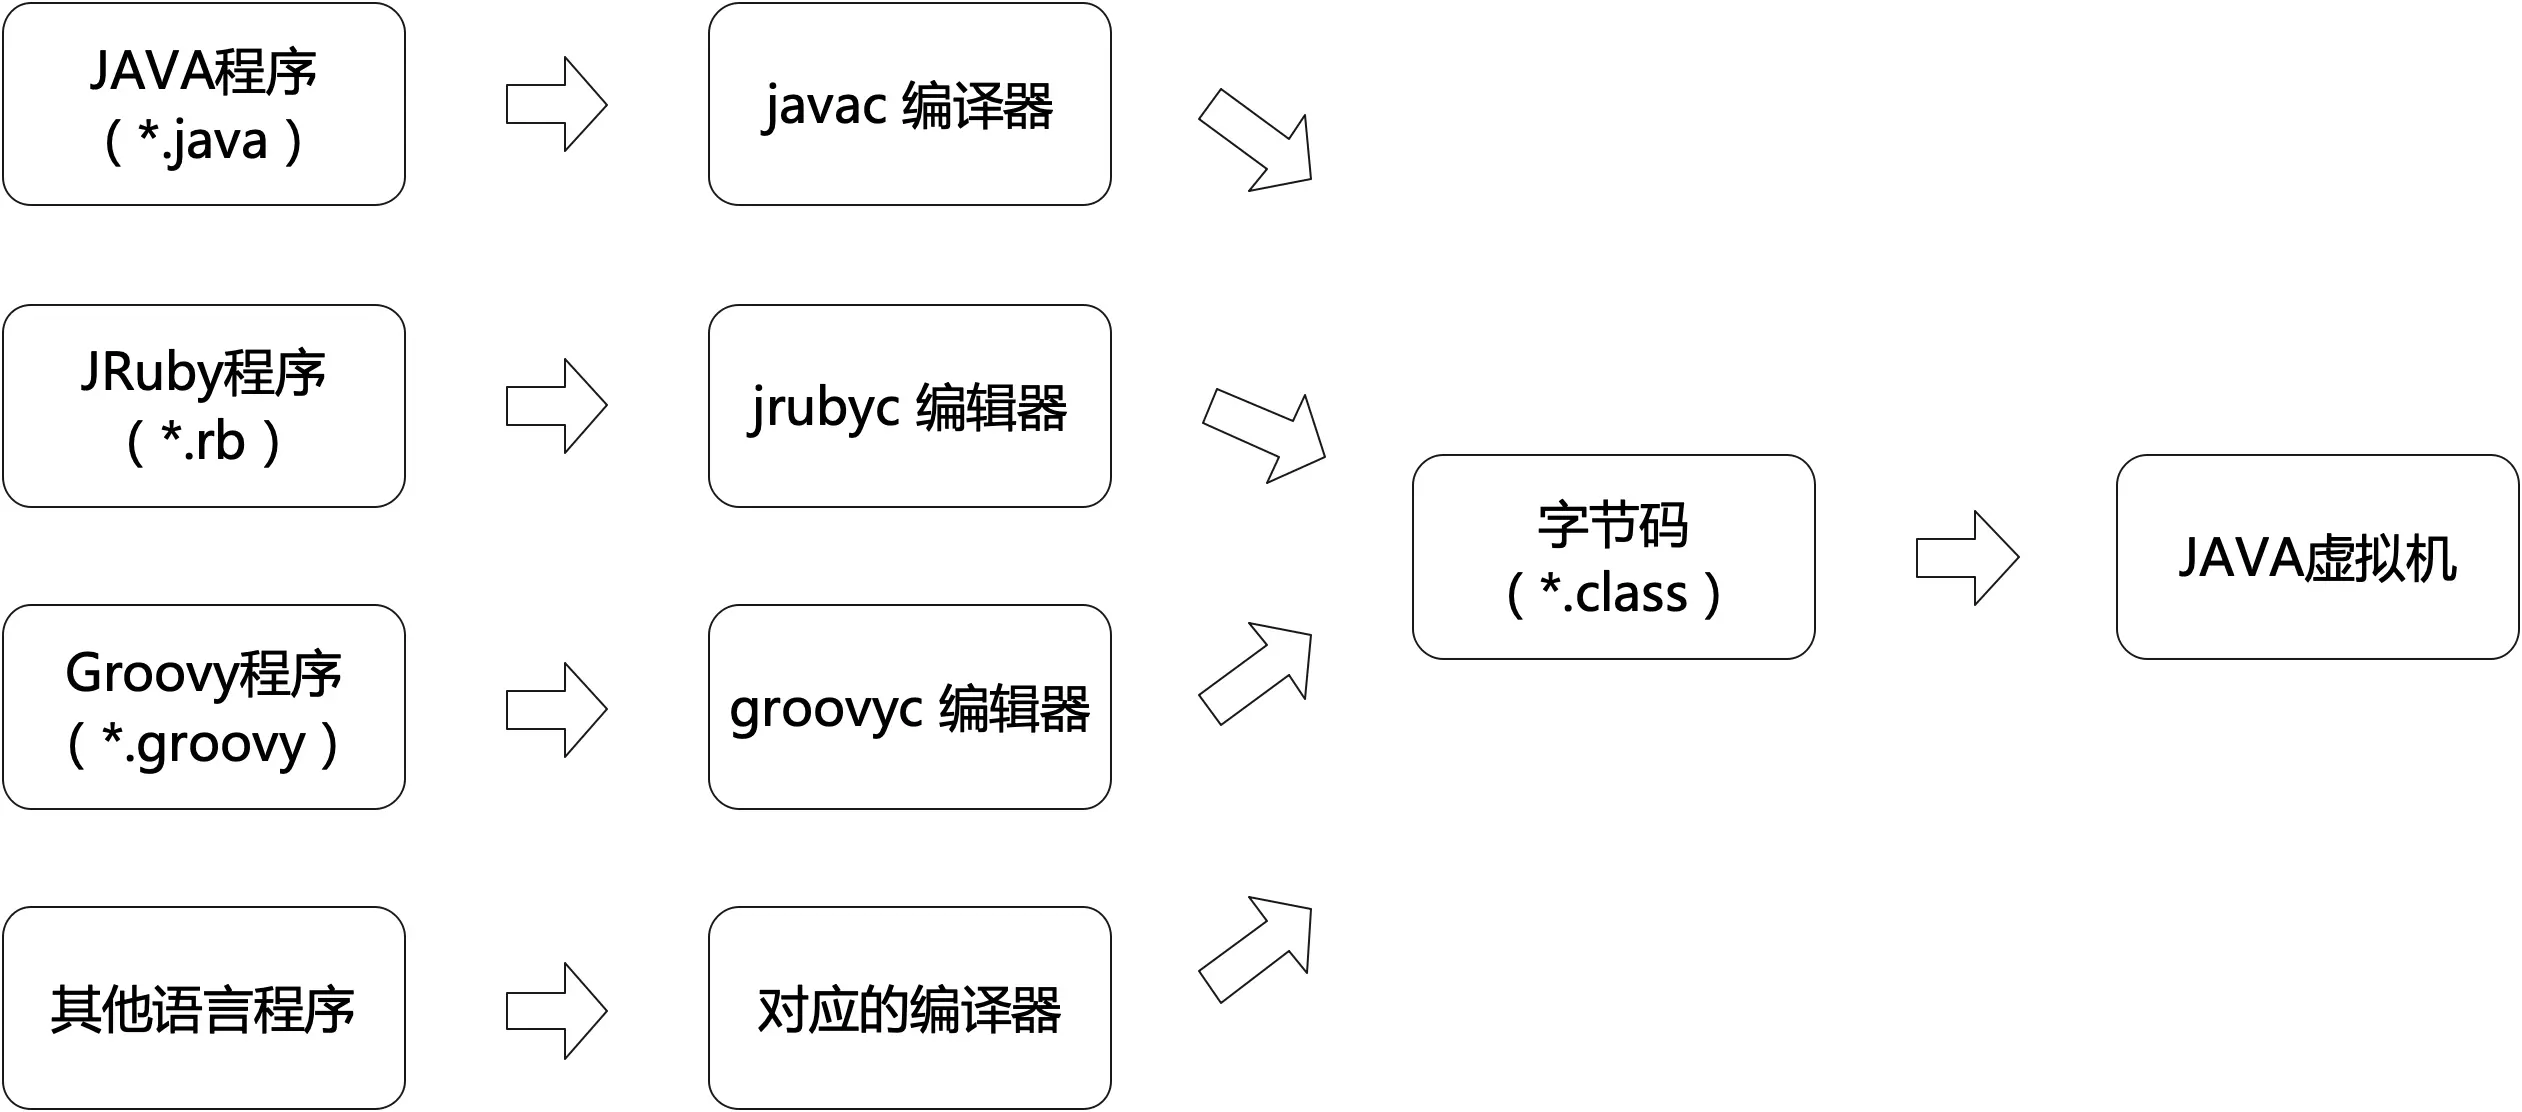 JAVA程序
（*.java）
javac 编译器
JRuby程序
（*.rb）
jrubyc 编辑器
Groovy程序
（*.groovy）
groovyc 编辑器
其他语言程序
对应的编译器
字节码
（*.class）
JAVA虚拟机